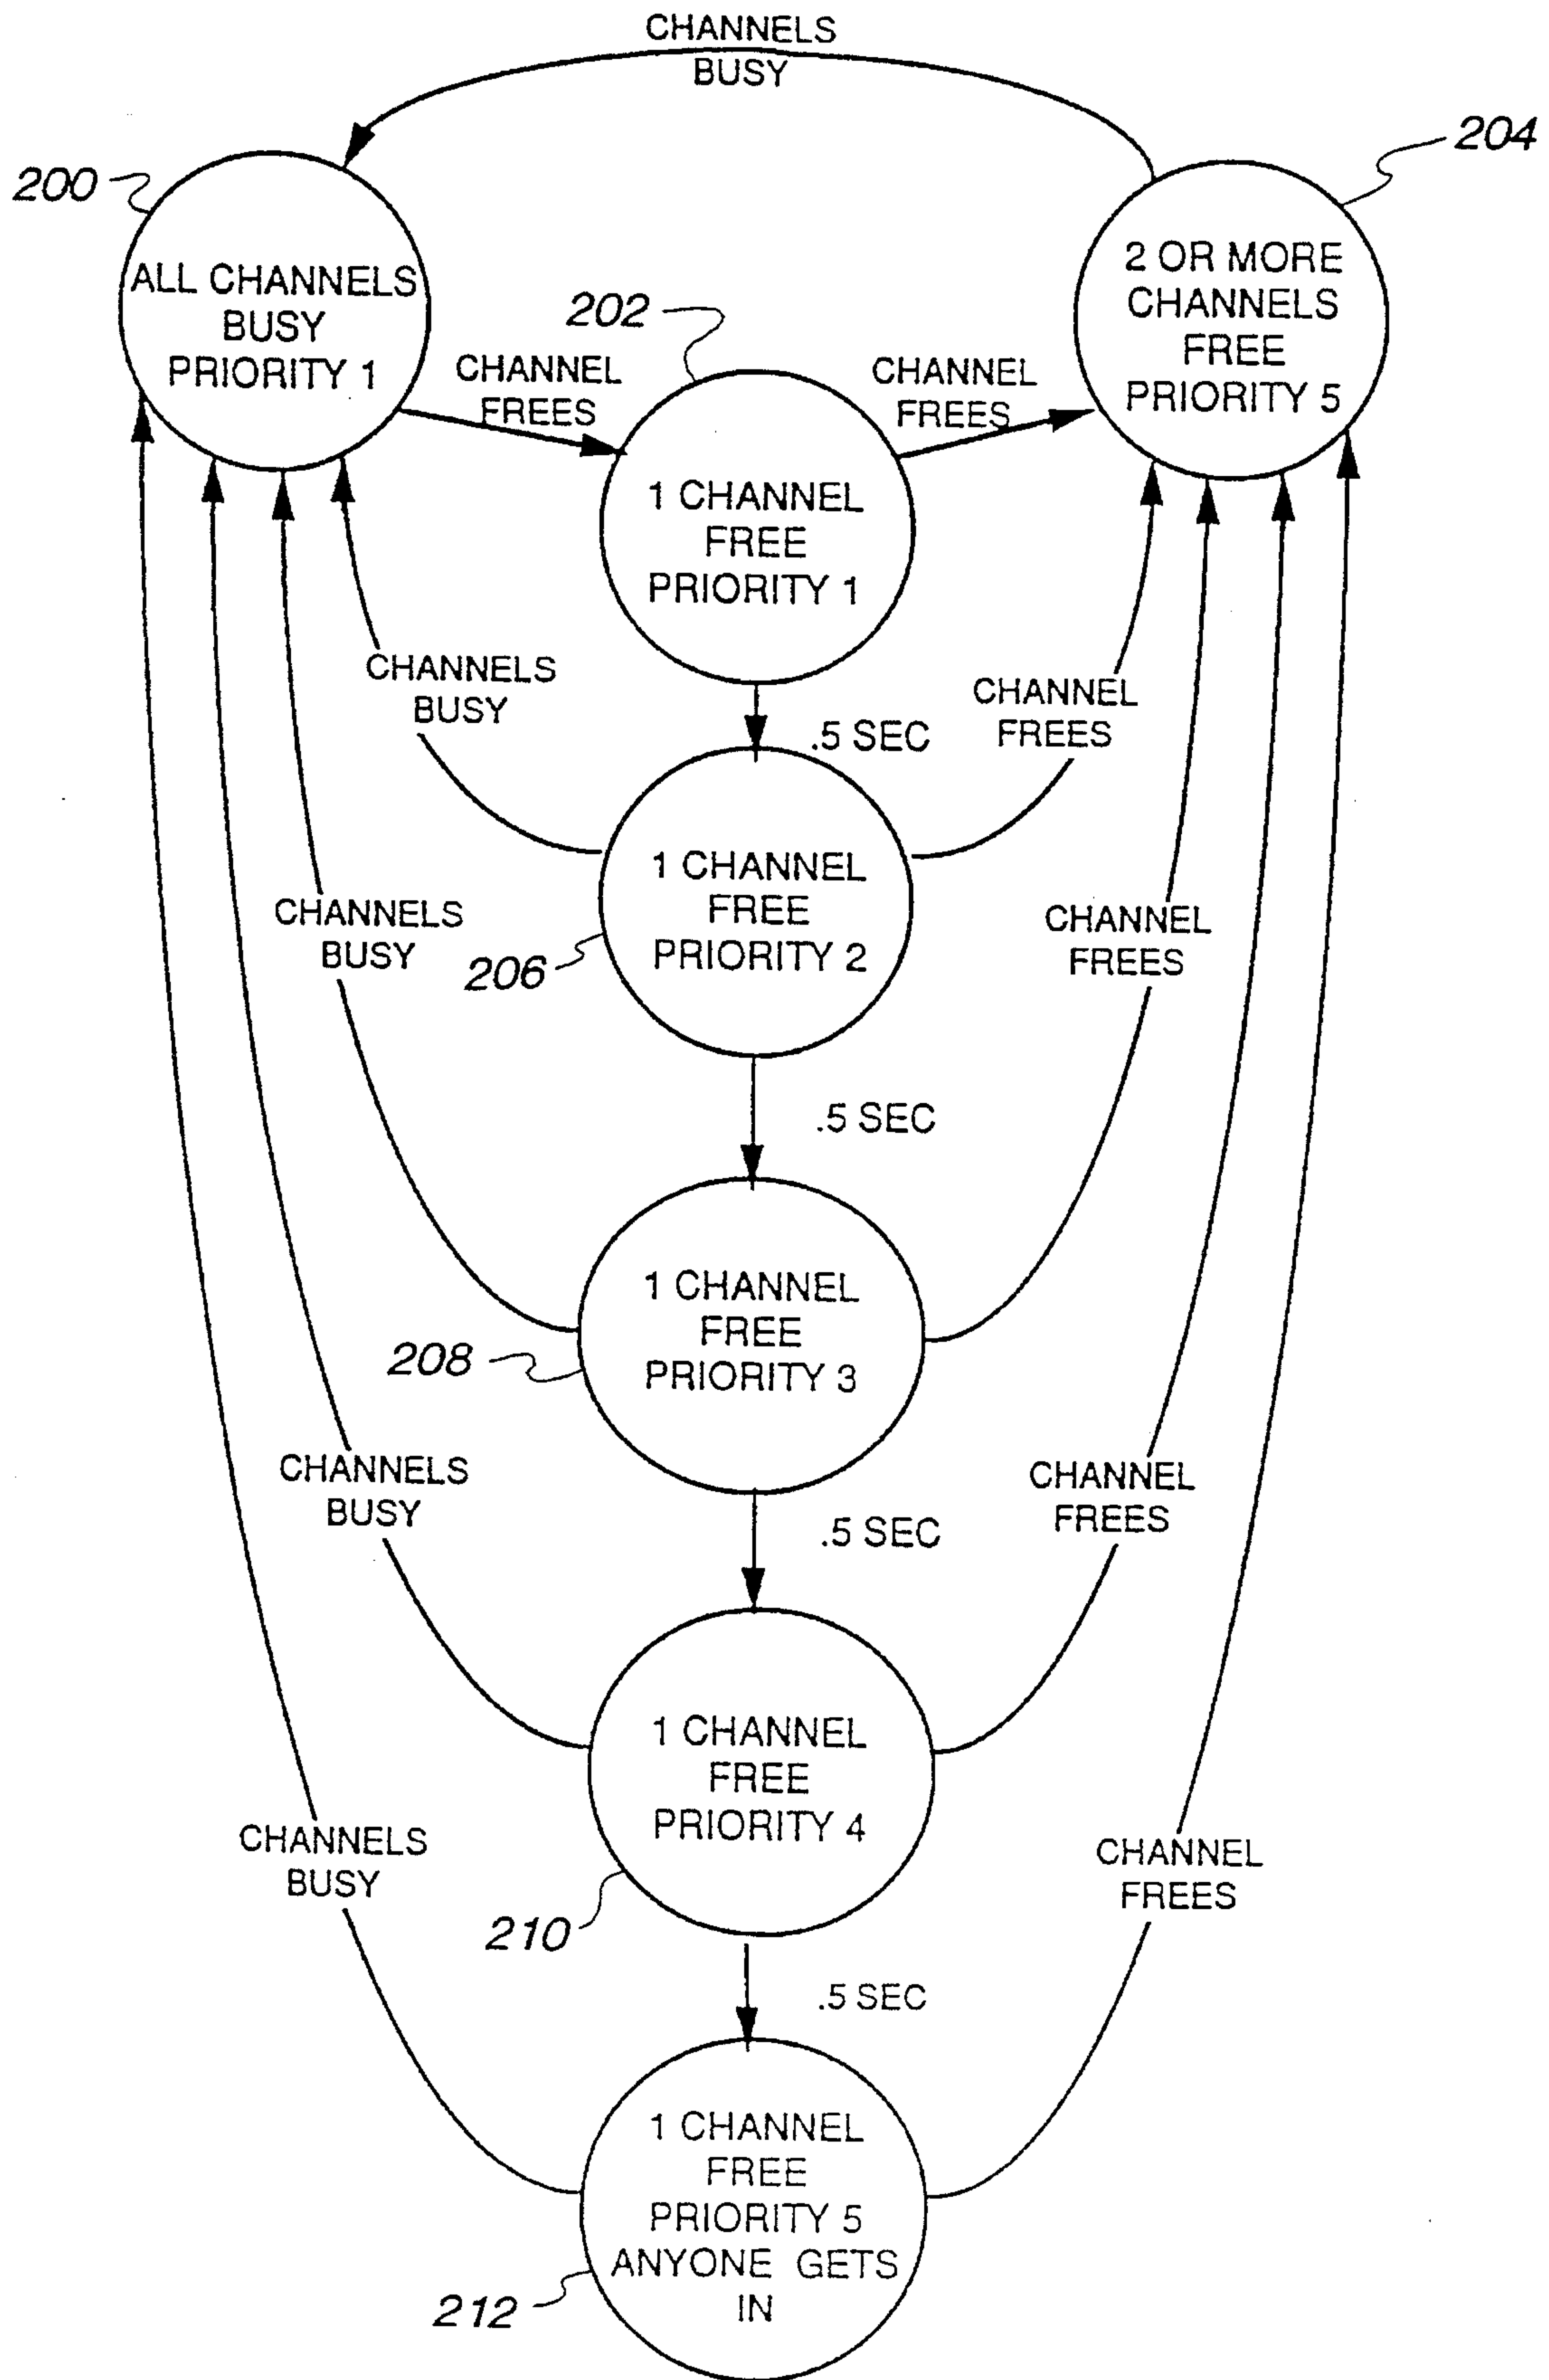 CHANNELS
BUSY
204
200
ALL CHANNELS
BUSY
PRIORITY 1
2 OR MORE
CHANNELS
FREE
PRIORITY 5
202
CHANNEL
FREES
CHANNEL
FREES
1 CHANNEL
FREE
PRIORITY 1
CHANNELS
BUSY
CHANNEL
FREES
.5 SEC
1 CHANNEL
FREE
PRIORITY 2
206
CHANNELS
BUSY
CHANNEL
FREES
.5 SEC
1 CHANNEL
FREE
PRIORITY 3
208
CHANNELS
BUSY
CHANNEL
FREES
.5 SEC
1 CHANNEL
FREE
PRIORITY 4
210
CHANNELS
BUSY
CHANNEL
FREES
.5 SEC
1 CHANNEL
FREE
PRIORITY 5
ANYONE GETS
IN
212